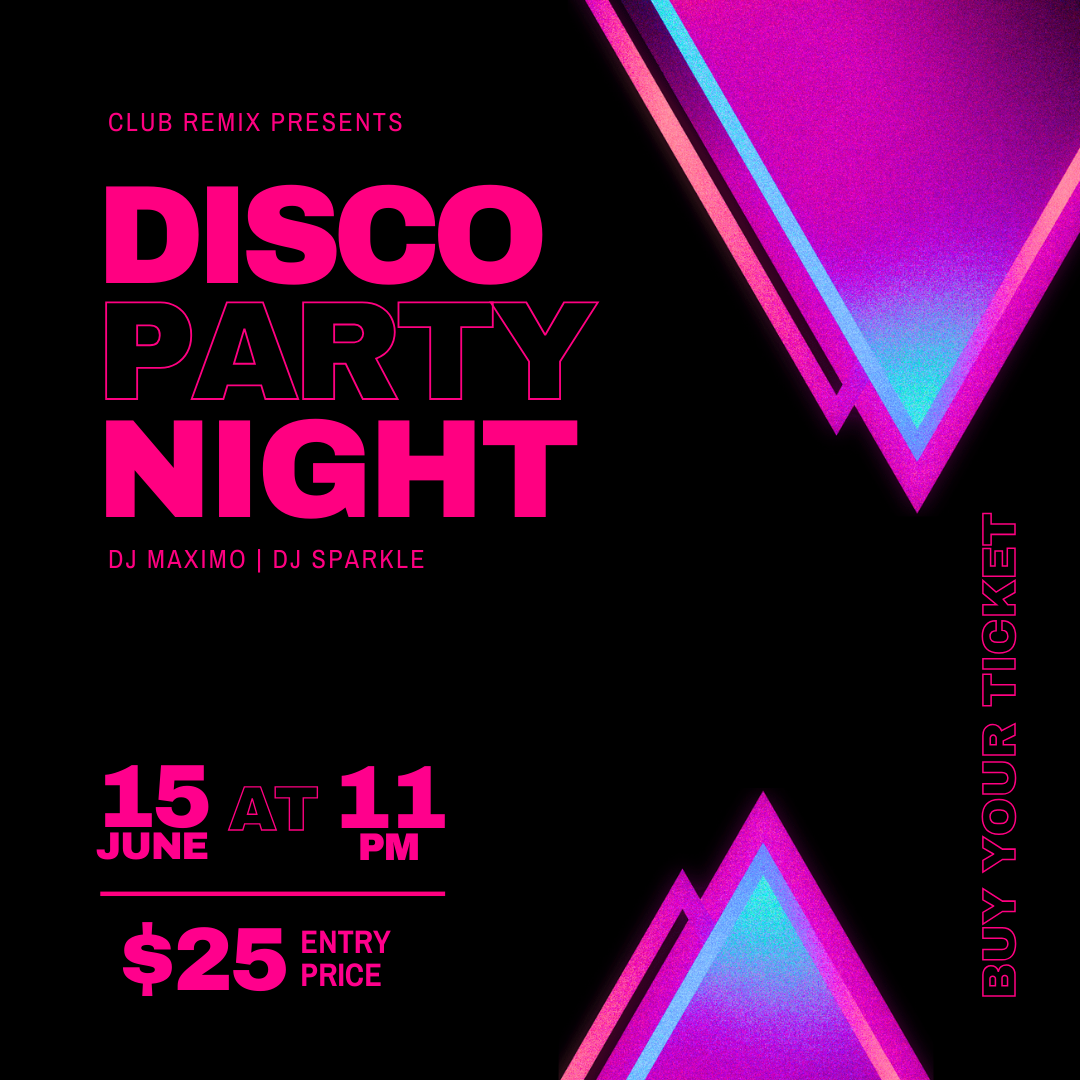 CLUB REMIX PRESENTS
DISCO
PARTY
NIGHT
DJ MAXIMO | DJ SPARKLE
15 AT 11
JUNE PM
$25 ENTRY
PRICE
BUY YOUR TICKET